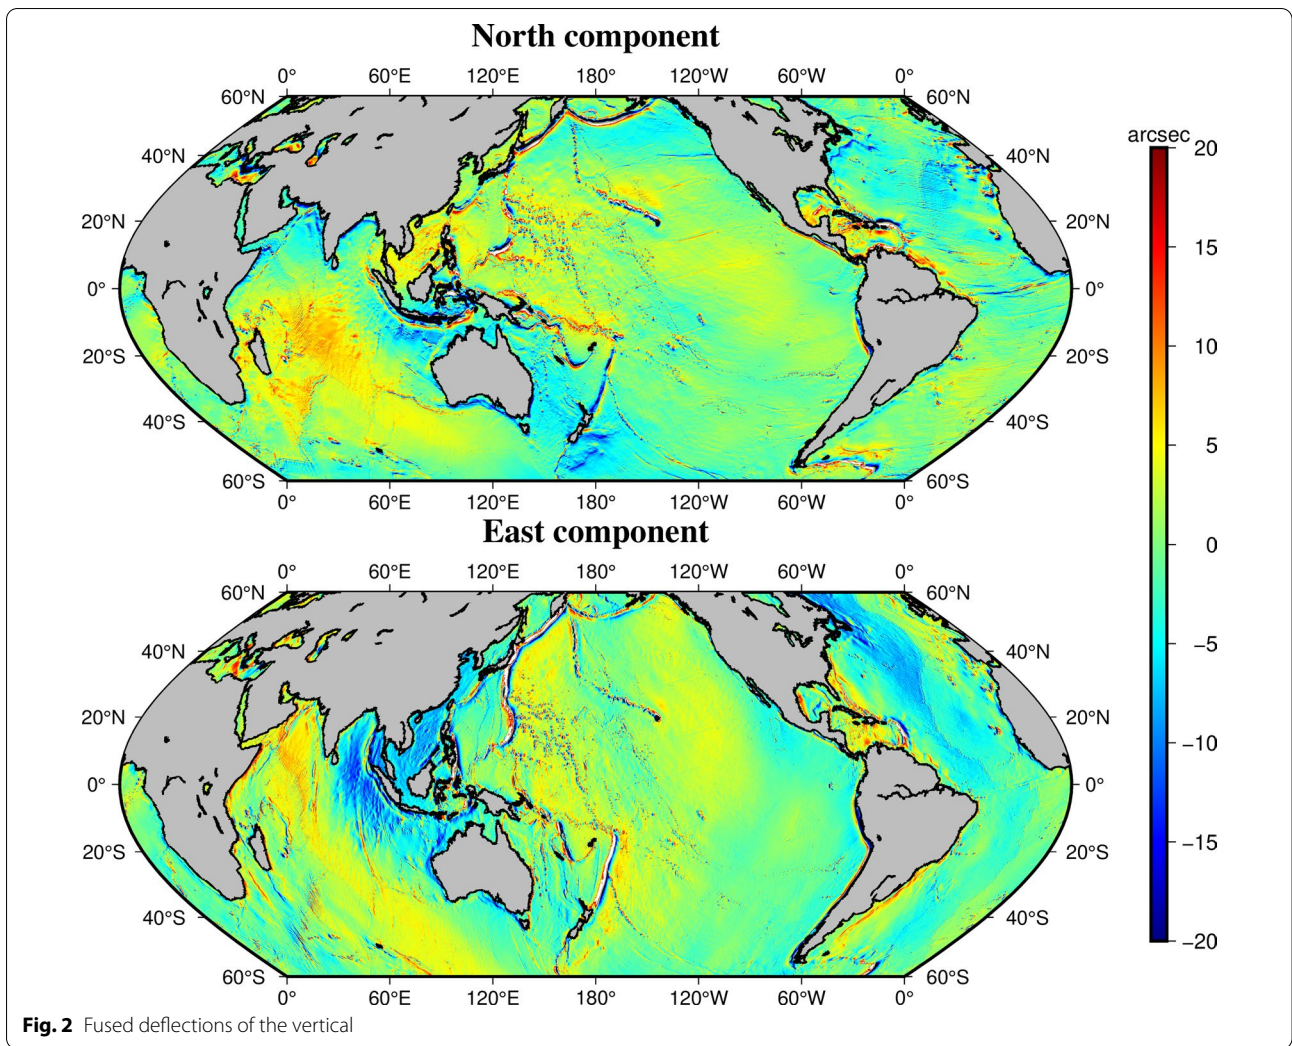 North component
0° 60°E 120°E 180° 120°W 60°W 0°
60°N 60°N
arcsec
40°N 40°N
20°N 20°N
0° 0°
20°S 20°S
40°S 40°S
60°S 60°S
0° 60°E 120°E 180° 120°W 60°W 0°
East component
0° 60°E 120°E 180° 120°W 60°W 0°
60°N 60°N
40°N 40°N
20°N 20°N
0° 0°
20°S 20°S
40°S 40°S
60°S 60°S
0° 60°E 120°E 180° 120°W 60°W 0°
20
15
10
5
0
−5
−10
−15
−20
Fig. 2 Fused deflections of the vertical